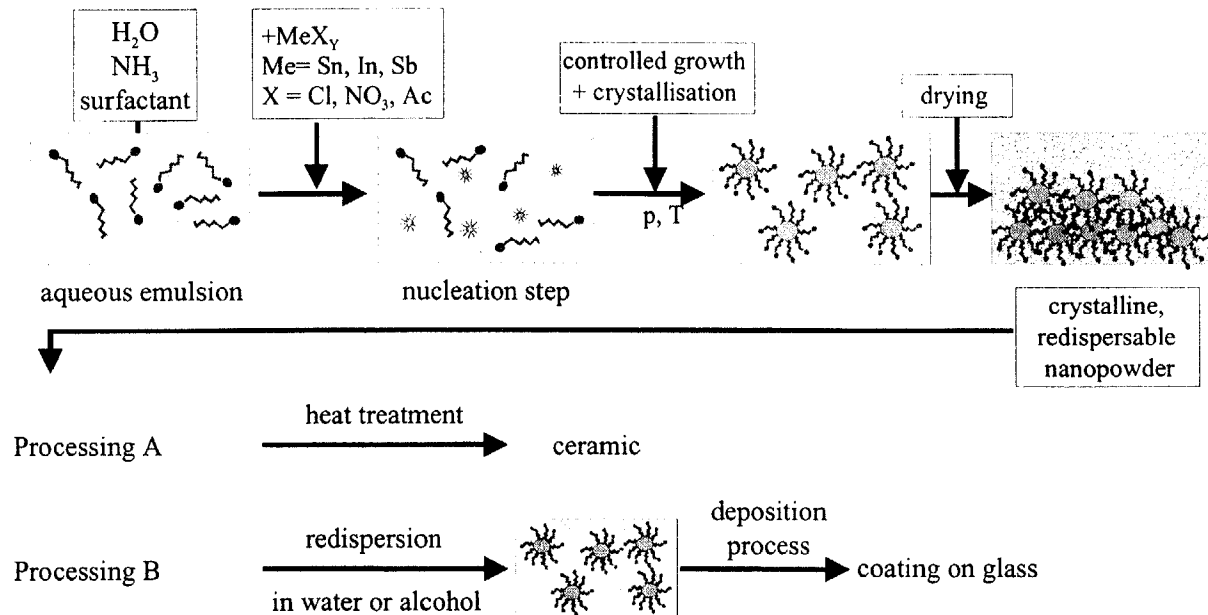 H₂O
NH₃
surfactant
+MeXY
Me= Sn, In, Sb
X = Cl, NO₃, Ac
controlled growth
+ crystallisation
drying
p, T
aqueous emulsion
nucleation step
crystalline,
redispersable
nanopowder
Processing A
heat treatment
ceramic
Processing B
redispersion
in water or alcohol
deposition
process
coating on glass